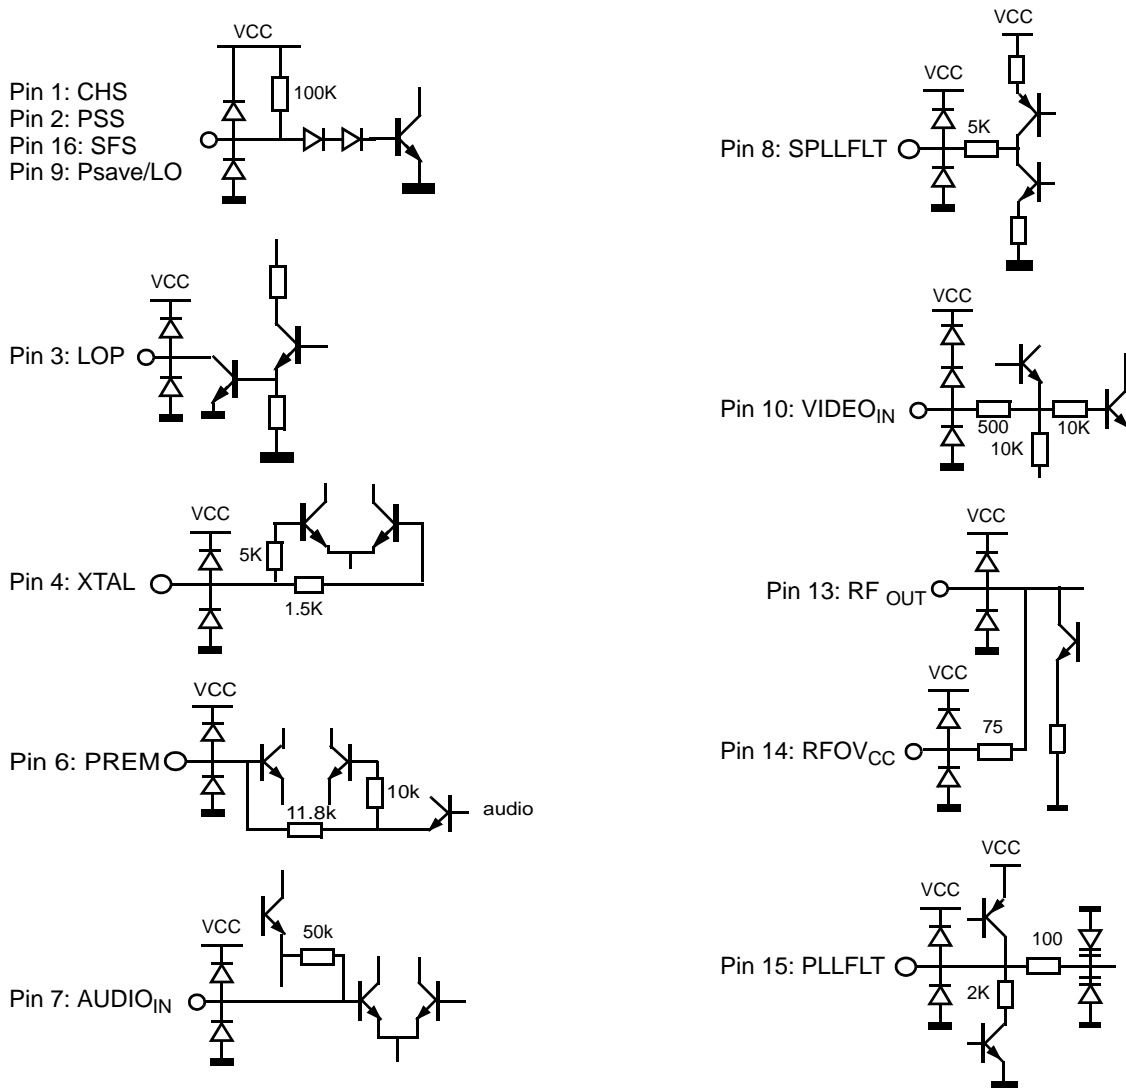 VCC
Pin 1: CHS
Pin 2: PSS
Pin 16: SFS
Pin 9: Psave/LO
100K
VCC
Pin 3: LOP
VCC
5K
Pin 4: XTAL
1.5K
VCC
Pin 6: PREM
10k
11.8k
audio
VCC
50k
Pin 7: AUDIOIN
VCC
VCC
5K
Pin 8: SPLLFLT
VCC
Pin 10: VIDEOIN
500
10K
10K
VCC
Pin 13: RF OUT
VCC
75
Pin 14: RFOVCC
VCC
VCC
100
Pin 15: PLLFLT
2K